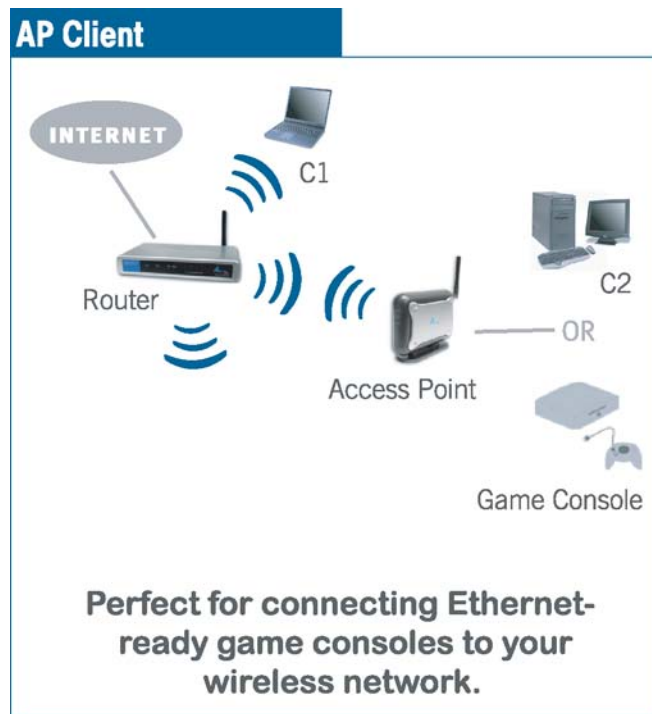 AP Client
INTERNET
C1
Router
C2
OR
Access Point
Game Console
Perfect for connecting Ethernet-
ready game consoles to your
wireless network.